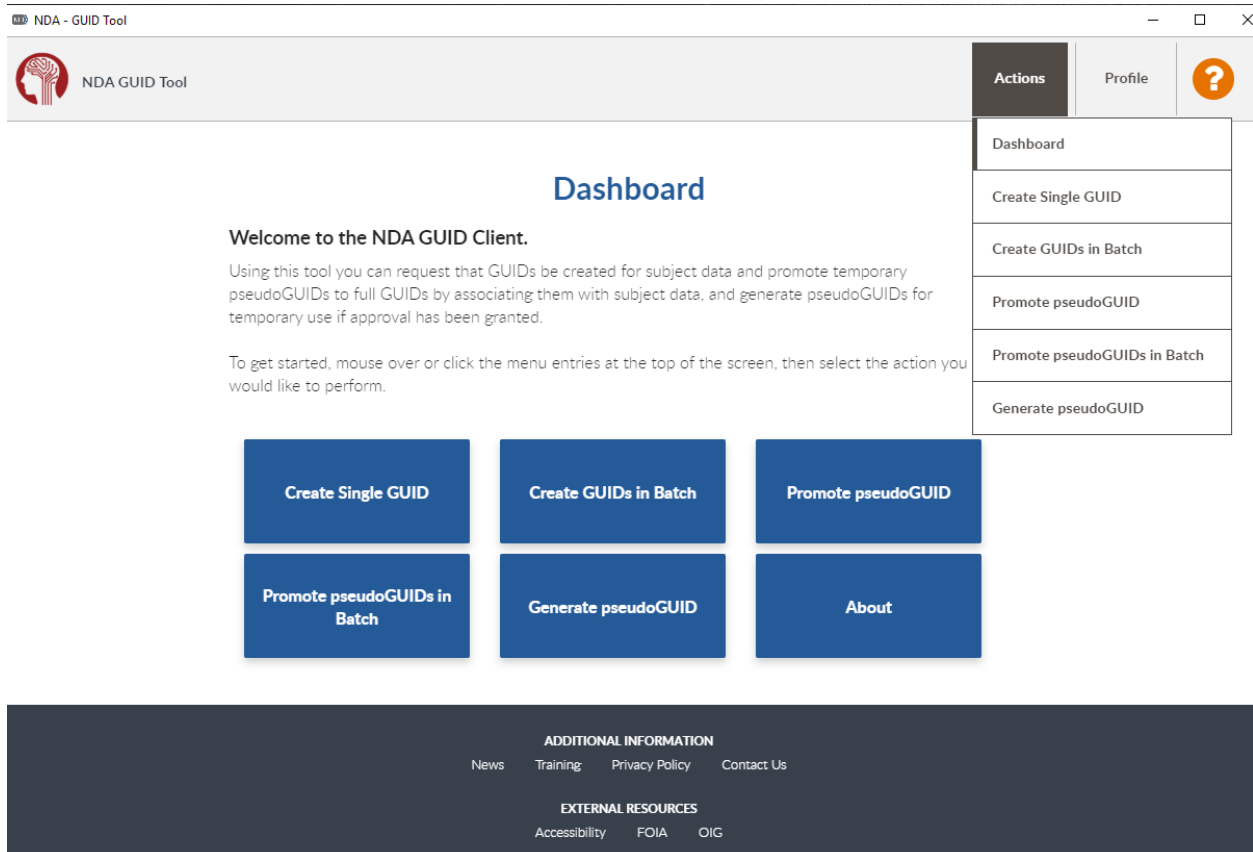 NDA - GUID Tool
NDA GUID Tool
Actions
Profile
?
Dashboard
Create Single GUID
Create GUIDs in Batch
Promote pseudoGUID
Promote pseudoGUIDs in Batch
Generate pseudoGUID
Dashboard
Welcome to the NDA GUID Client.
Using this tool you can request that GUIDs be created for subject data and promote temporary
pseudoGUIDs to full GUIDs by associating them with subject data, and generate pseudoGUIDs for
temporary use if approval has been granted.
To get started, mouse over or click the menu entries at the top of the screen, then select the action you
would like to perform.
Create Single GUID
Create GUIDs in Batch
Promote pseudoGUID
Promote pseudoGUIDs in
Batch
Generate pseudoGUID
About
ADDITIONAL INFORMATION
News Training Privacy Policy Contact Us
EXTERNAL RESOURCES
Accessibility FOIA OIG